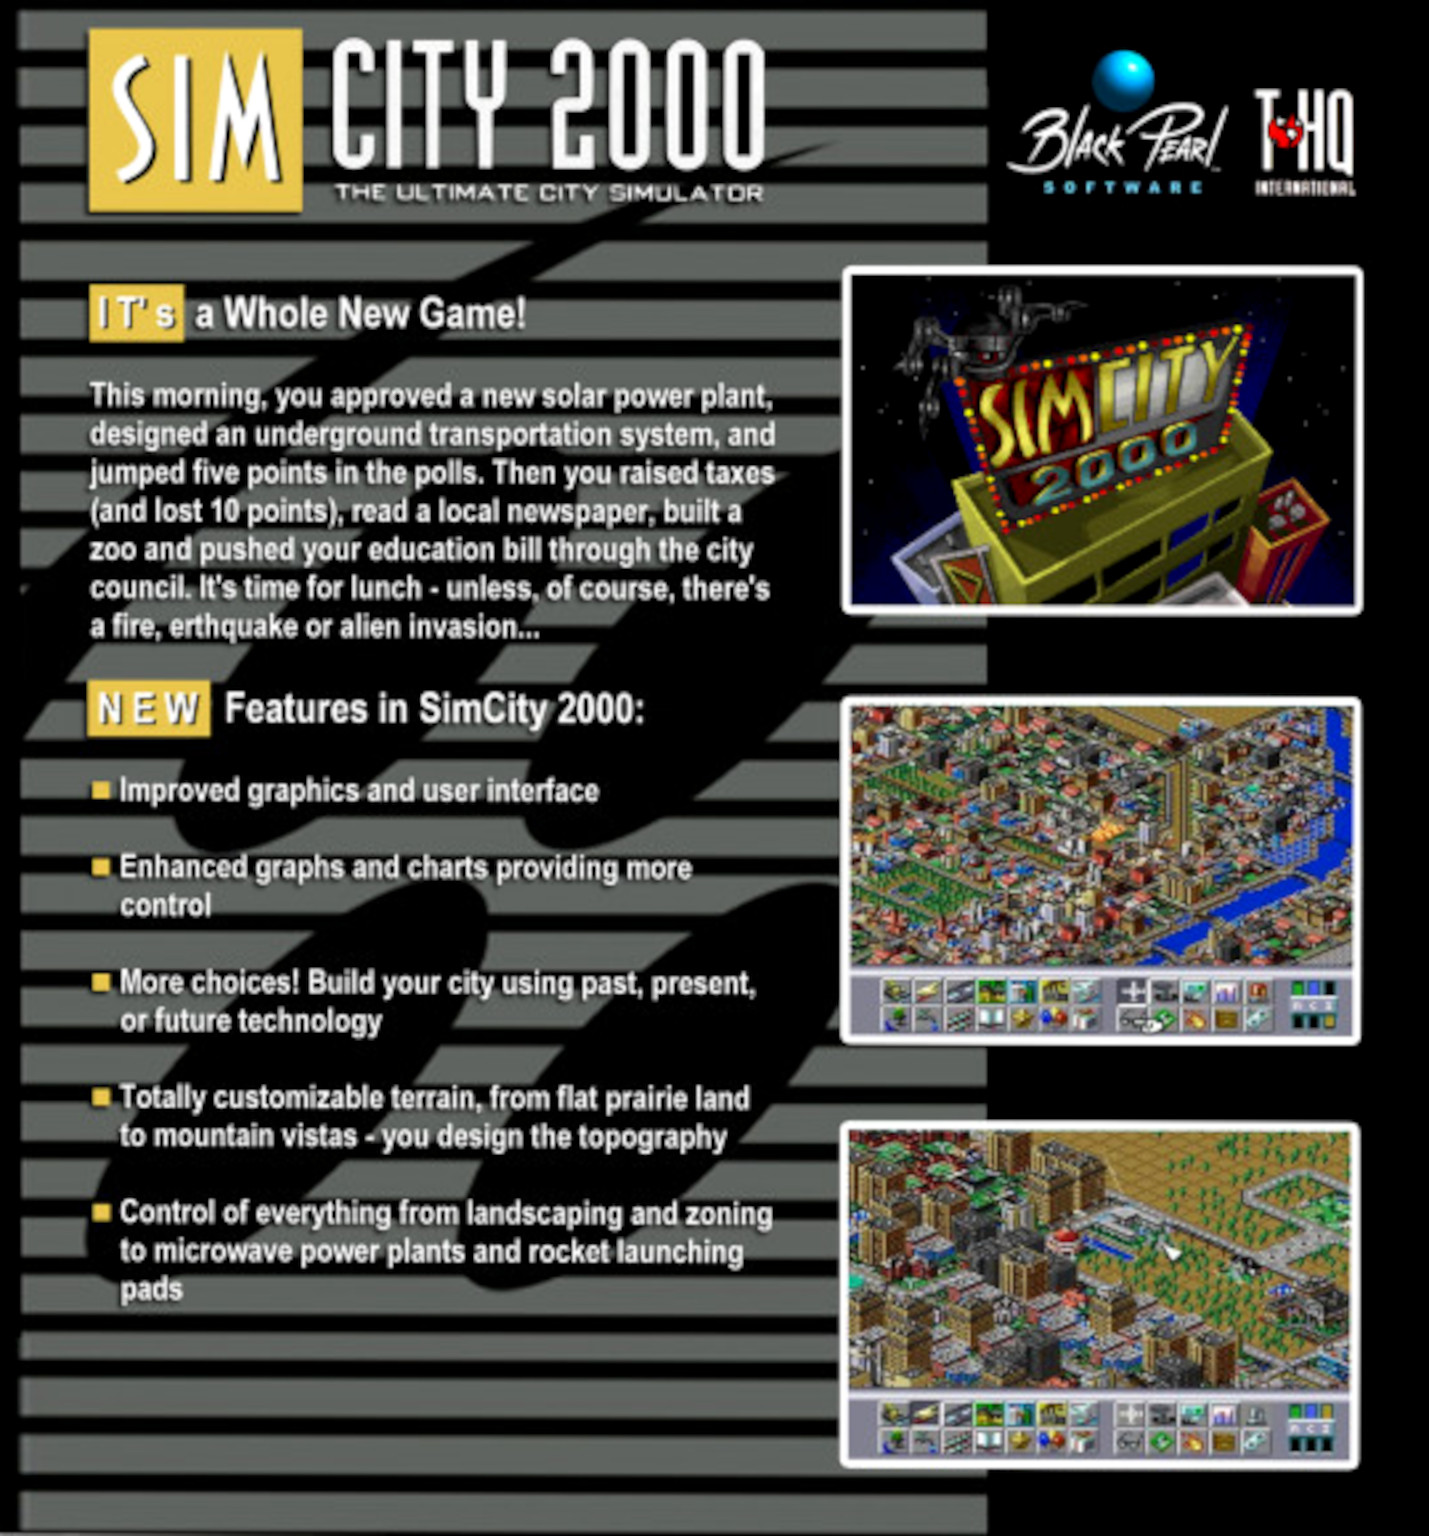 SIM CITY 2000
THE ULTIMATE CITY SIMULATOR
Black Pearl
SOFTWARE
T·HQ
INTERNATIONAL
IT's a Whole New Game!
This morning, you approved a new solar power plant,
designed an underground transportation system, and
jumped five points in the polls. Then you raised taxes
(and lost 10 points), read a local newspaper, built a
zoo and pushed your education bill through the city
council. It's time for lunch - unless, of course, there's
a fire, erthquake or alien invasion...
NEW Features in SimCity 2000:
Improved graphics and user interface
Enhanced graphs and charts providing more
control
More choices! Build your city using past, present,
or future technology
Totally customizable terrain, from flat prairie land
to mountain vistas - you design the topography
Control of everything from landscaping and zoning
to microwave power plants and rocket launching
pads
SIMCITY
2000